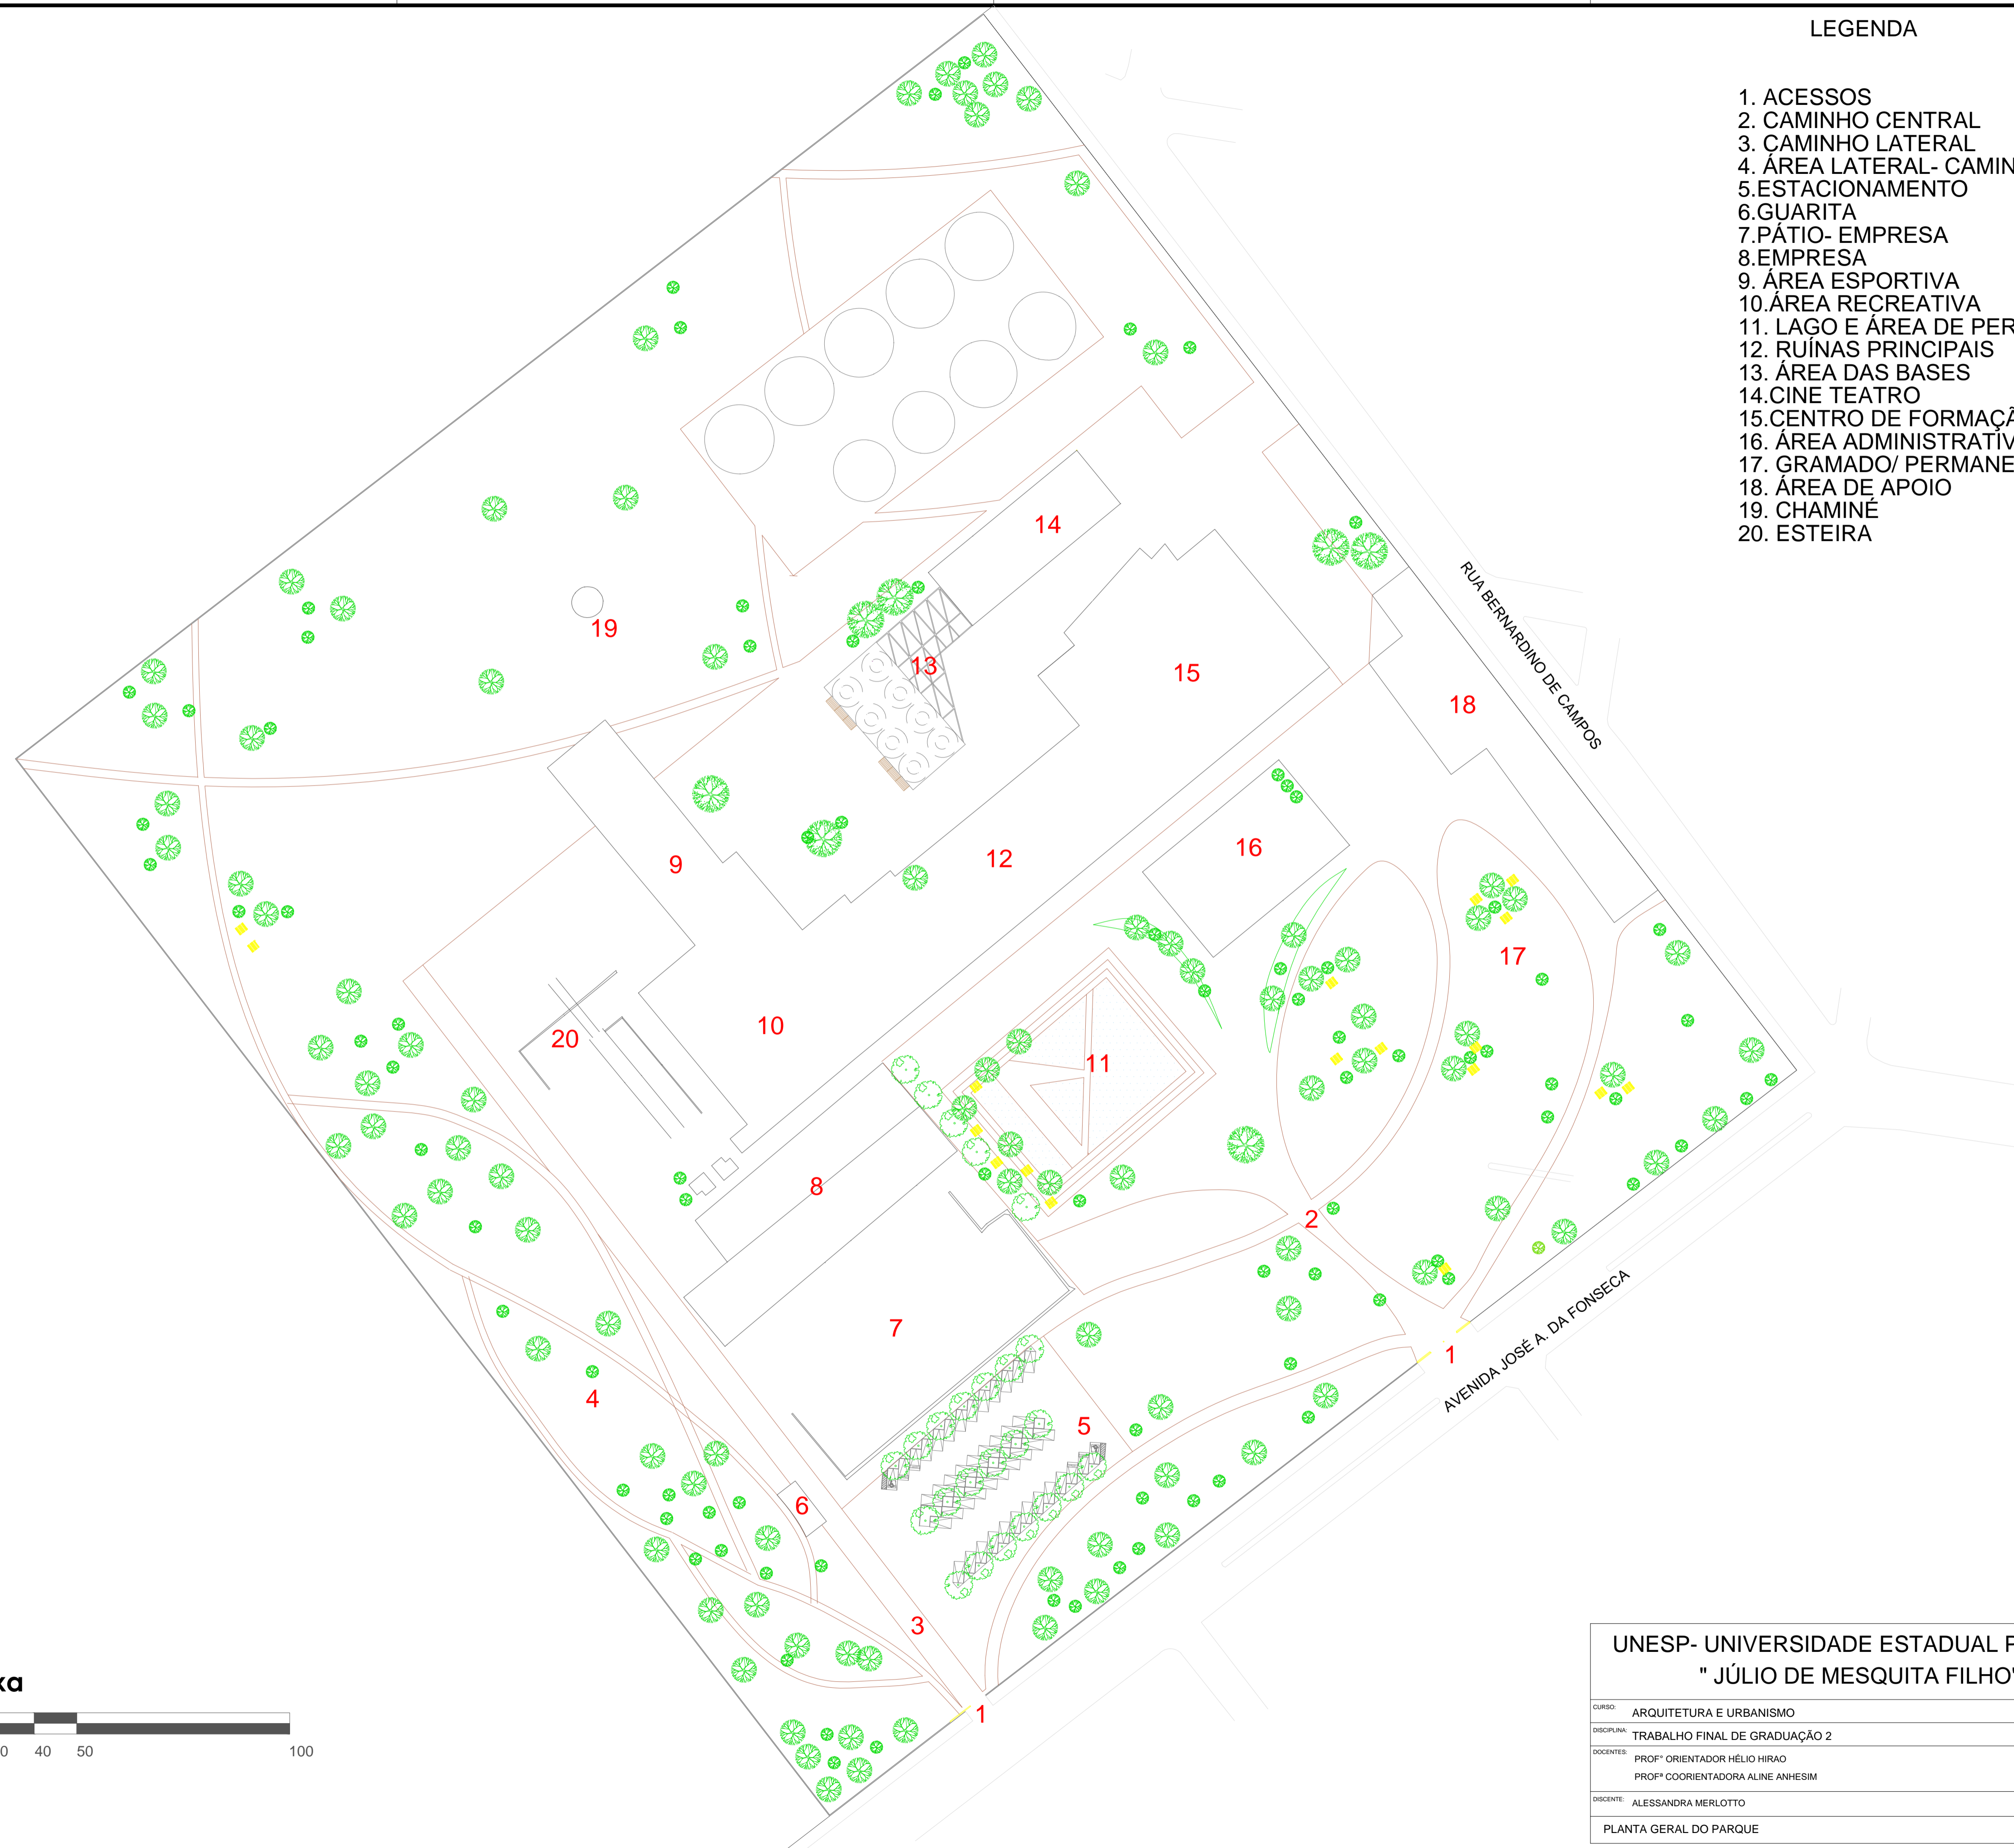 LEGENDA
1. ACESSOS
2. CAMINHO CENTRAL
3. CAMINHO LATERAL
4. ÁREA LATERAL- CAMIN
5.ESTACIONAMENTO
6.GUARITA
7.PÁTIO- EMPRESA
8.EMPRESA
9. ÁREA ESPORTIVA
10.ÁREA RECREATIVA
11. LAGO E ÁREA DE PER
12. RUÍNAS PRINCIPAIS
13. ÁREA DAS BASES
14.CINE TEATRO
15.CENTRO DE FORMAÇÃ
16. ÁREA ADMINISTRATIV
17. GRAMADO/ PERMANE
18. ÁREA DE APOIO
19. CHAMINÉ
20. ESTEIRA
14
19
13
15
RUA BERNARDINO DE CAMPOS
18
9
12
16
17
20
10
11
8
2
7
1
AVENIDA JOSÉ A. DA FONSECA
4
5
6
3
1
xa
0 40 50 100
UNESP- UNIVERSIDADE ESTADUAL P
" JÚLIO DE MESQUITA FILHO"
CURSO: ARQUITETURA E URBANISMO
DISCIPLINA: TRABALHO FINAL DE GRADUAÇÃO 2
DOCENTES: PROF° ORIENTADOR HÉLIO HIRAO
PROFª COORIENTADORA ALINE ANHESIM
DISCENTE: ALESSANDRA MERLOTTO
PLANTA GERAL DO PARQUE